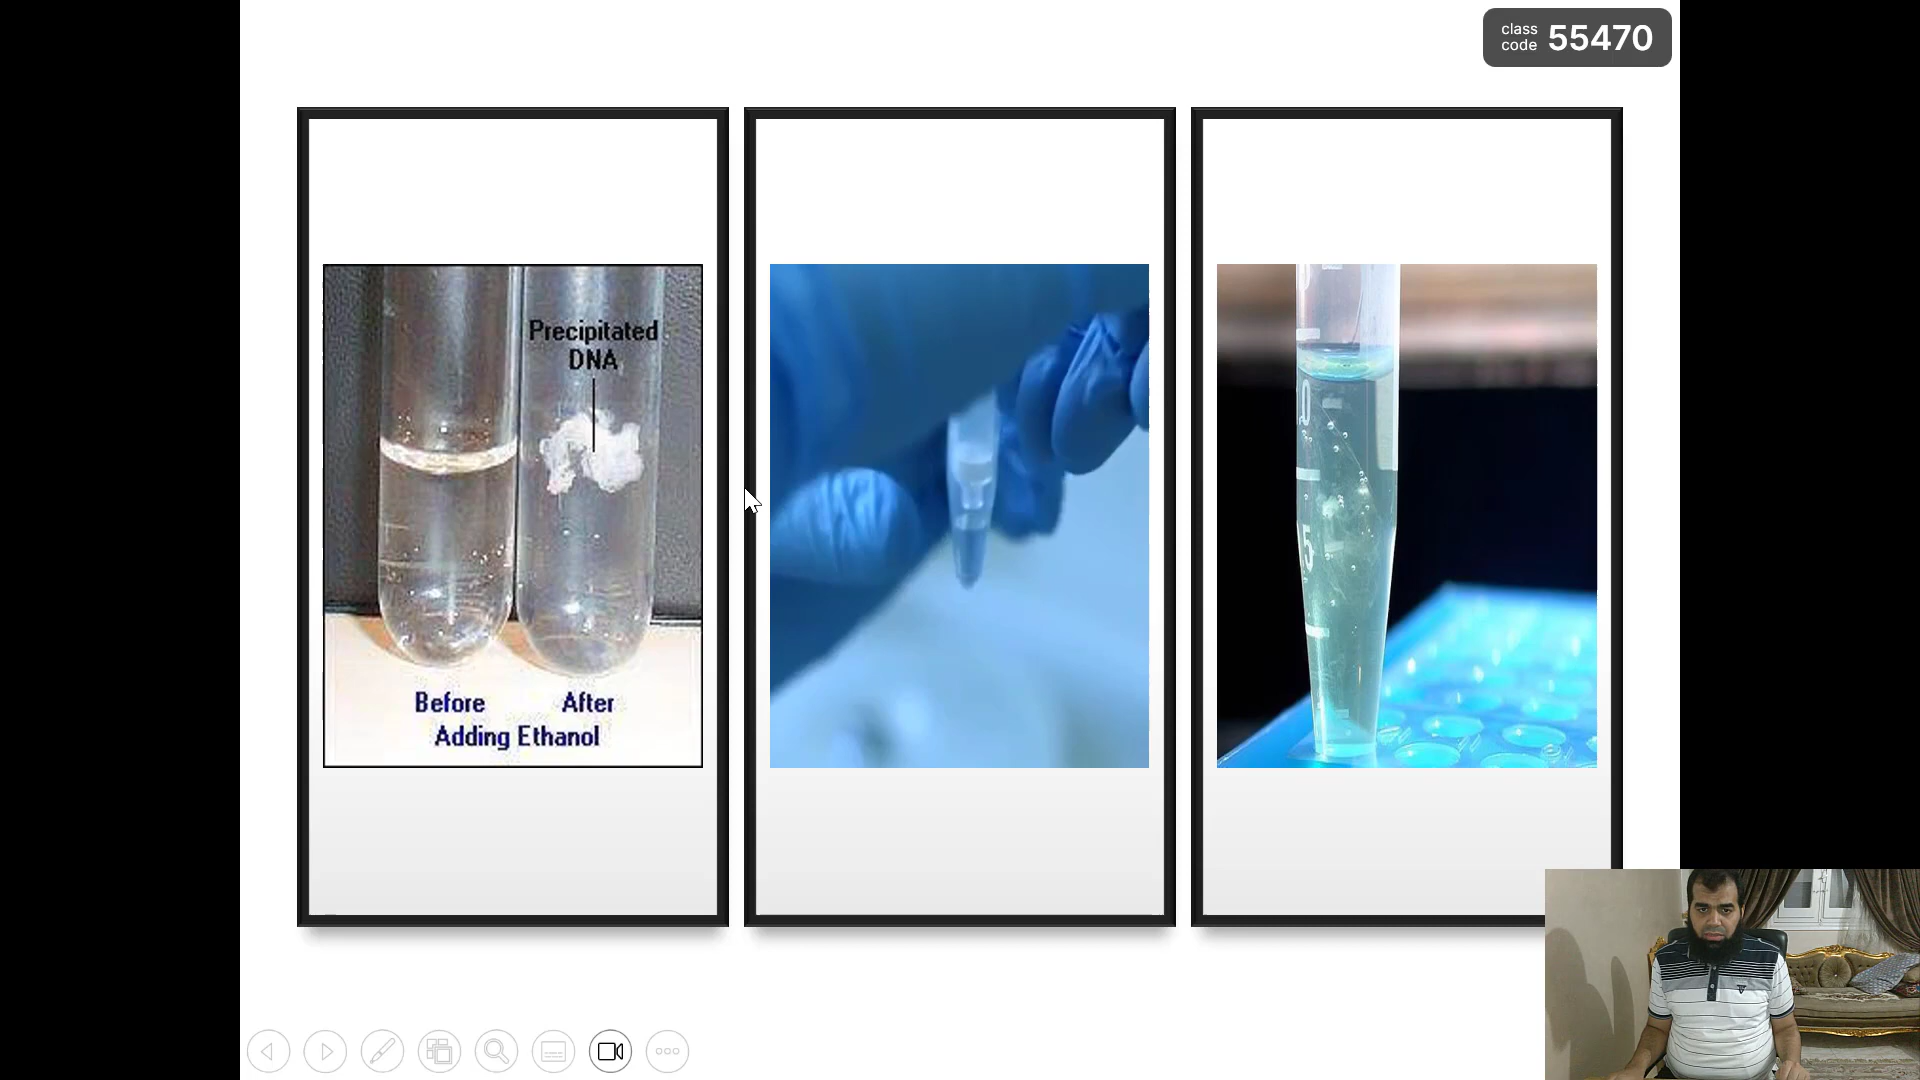 class
code 55470
Precipitated
DNA
Before After
Adding Ethanol